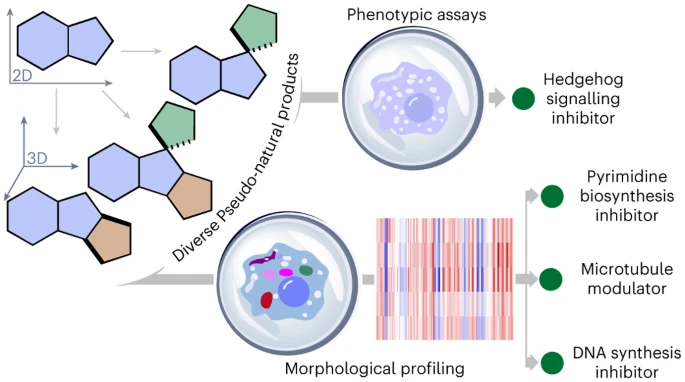 Phenotypic assays
2D
3D
Diverse Pseudo-natural products
Hedgehog
signalling
inhibitor
Pyrimidine
biosynthesis
inhibitor
Microtubule
modulator
DNA synthesis
inhibitor
Morphological profiling